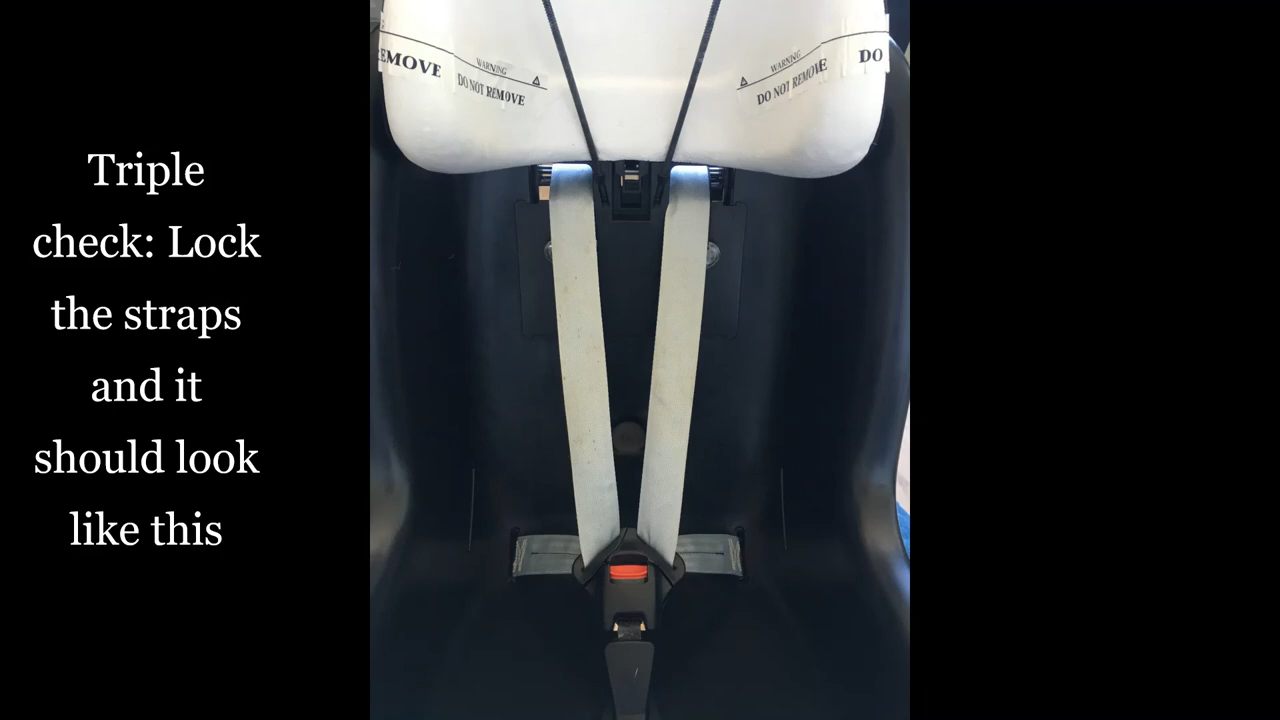 Triple
check: Lock
the straps
and it
should look
like this
EMOVE
WARNING
DO NOT REMOVE
WARNING
DO NOT REMOVE
DO